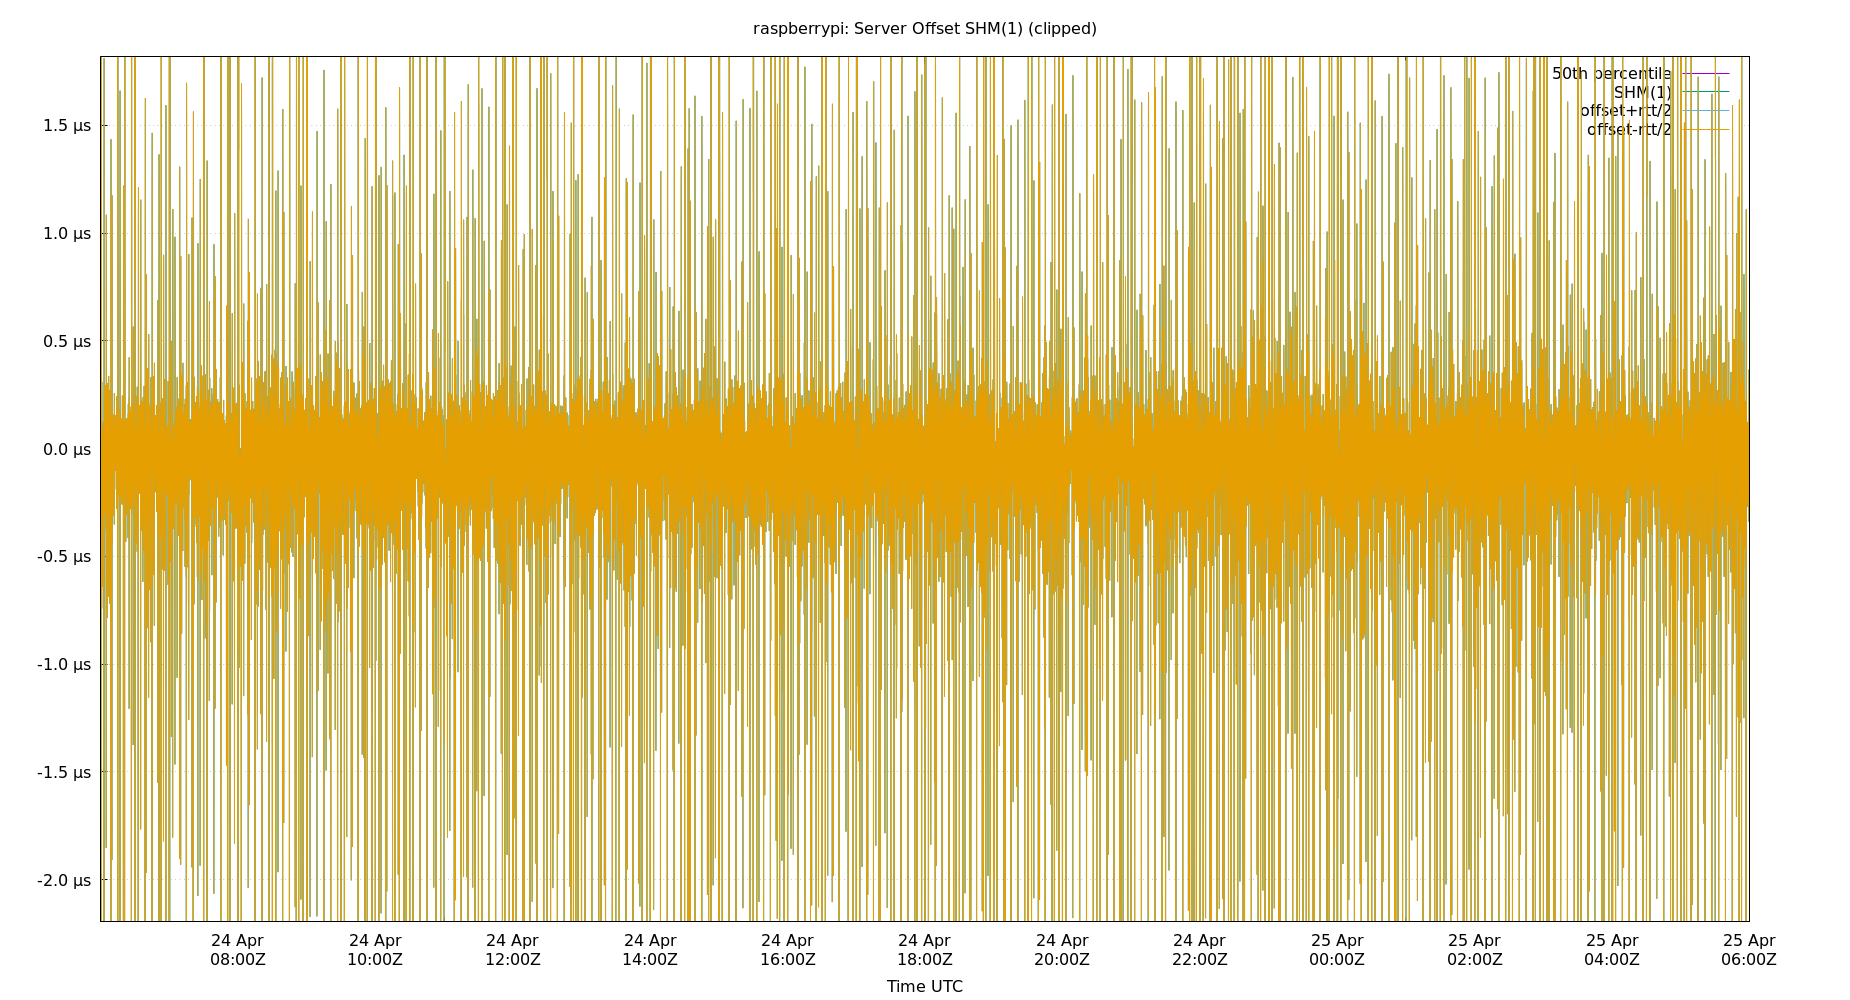 raspberrypi: Server Offset SHM(1) (clipped)
50th percentile
SHM(1)
offset+rtt/2
offset-rtt/2
1.5 µs
1.0 µs
0.5 µs
0.0 µs
-0.5 µs
-1.0 µs
-1.5 µs
-2.0 µs
24 Apr 24 Apr 24 Apr 24 Apr 24 Apr 24 Apr 24 Apr 24 Apr 25 Apr 25 Apr 25 Apr 25 Apr
08:00Z 10:00Z 12:00Z 14:00Z 16:00Z 18:00Z 20:00Z 22:00Z 00:00Z 02:00Z 04:00Z 06:00Z
Time UTC